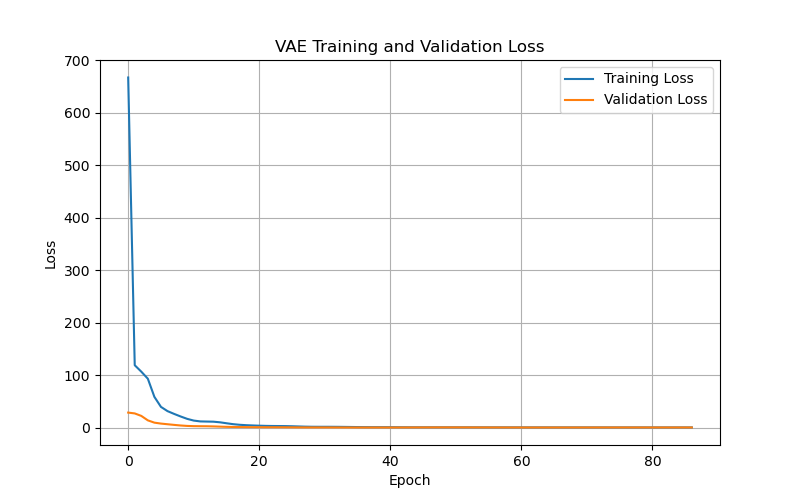 VAE Training and Validation Loss
700
600
500
400
300
200
100
0
Loss
Training Loss
Validation Loss
0 20 40 60 80
Epoch